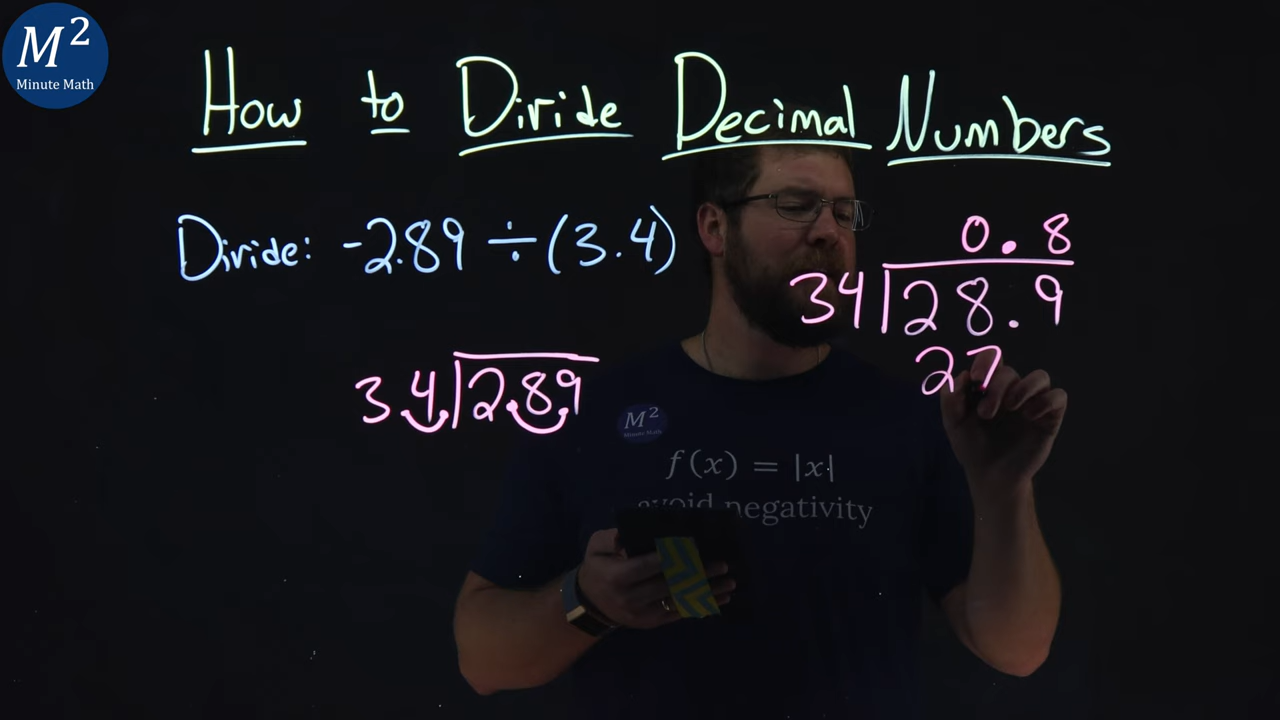 M²
Minute Math
How to Divide Decimal Numbers
Divide: -2.89 ÷ (3.4)
0.8
34 28.9
27
3.4 2.89
M²
Minute Math
f(x) = |x|
avoid negativity